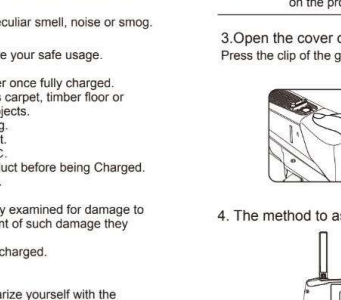 eculiar smell, noise or smog.
e your safe usage.
er once fully charged.
s carpet, timber floor or
jects.
g.
t.
C.
uct before being Charged.
y examined for damage to
nt of such damage they
charged.
arize yourself with the
on the pro
3.Open the cover o
Press the clip of the g
4. The method to as